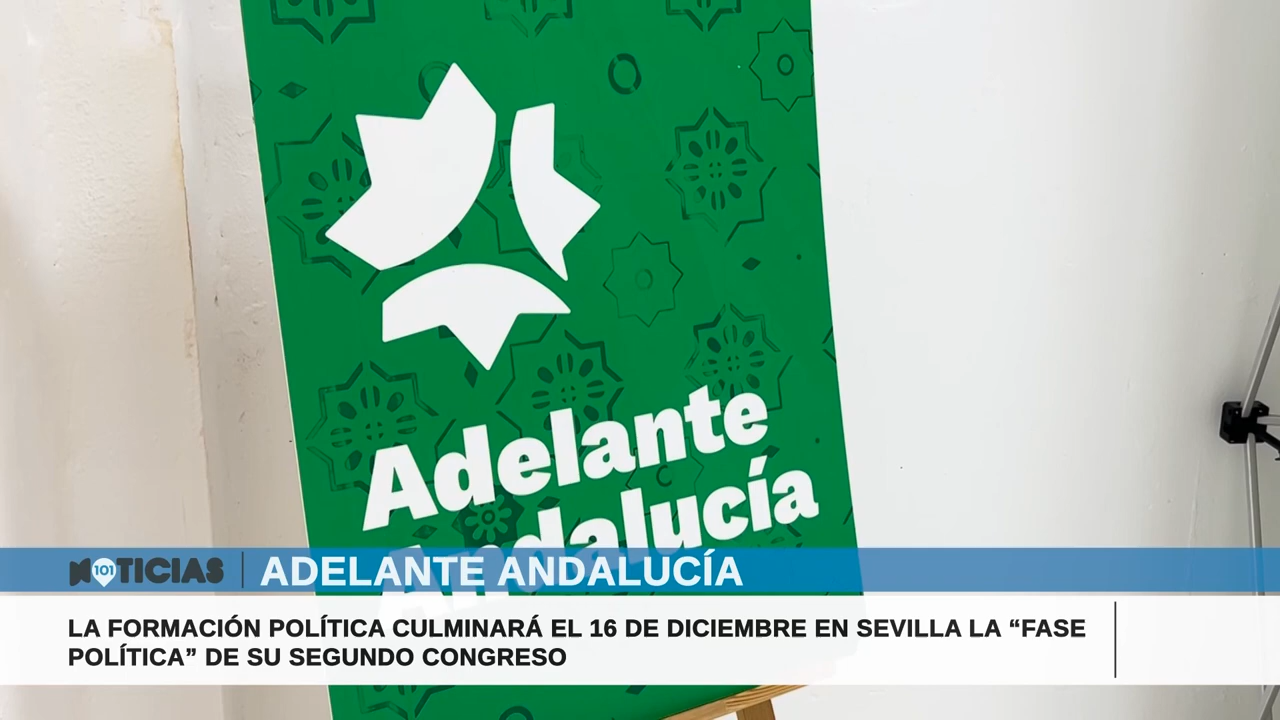 Adelante
Andalucía
NOTICIAS
101
ADELANTE ANDALUCÍA
LA FORMACIÓN POLÍTICA CULMINARÁ EL 16 DE DICIEMBRE EN SEVILLA LA “FASE
POLÍTICA” DE SU SEGUNDO CONGRESO